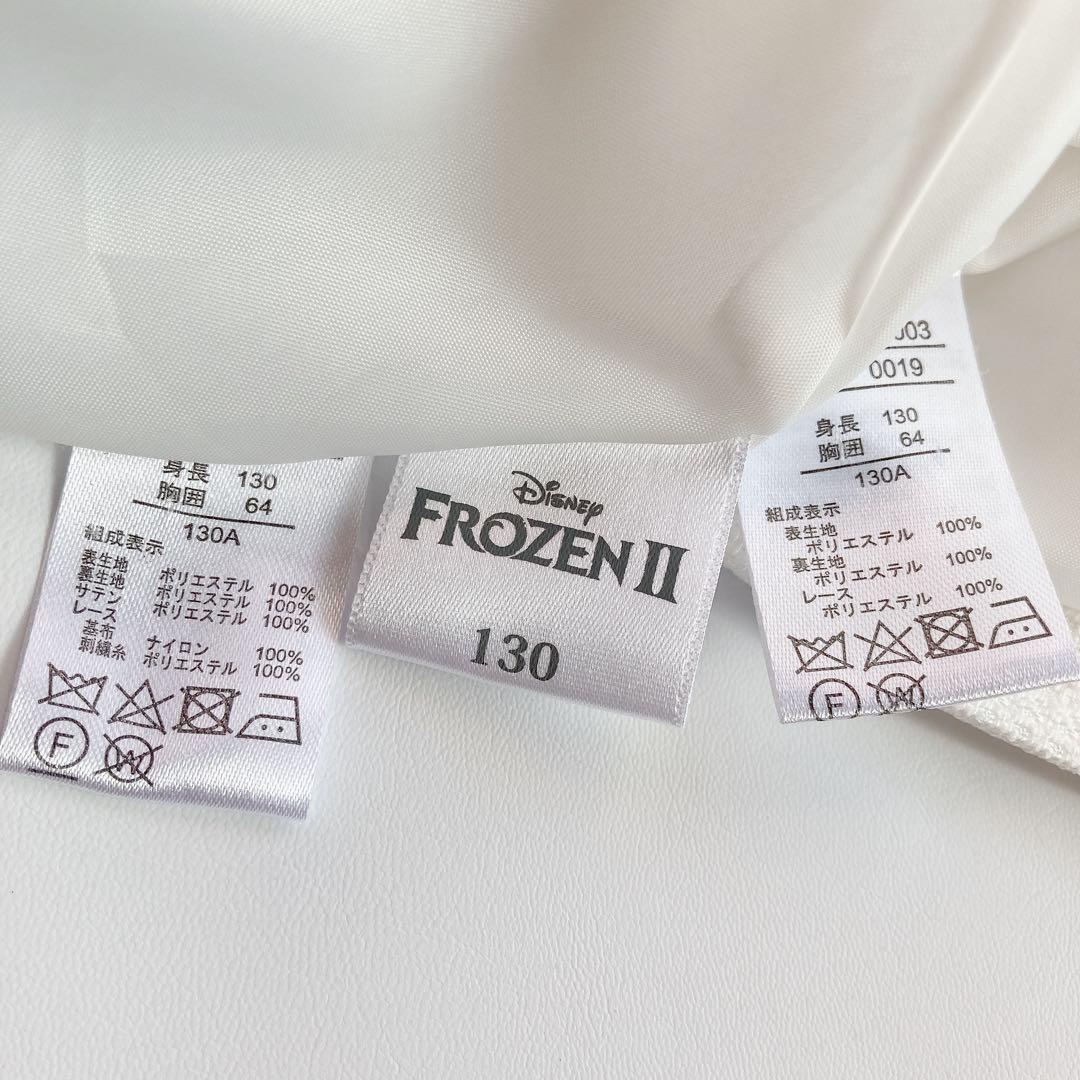 身長 130
胸囲 64
130A
組成表示
表生地 ポリエステル 100%
裏生地 ポリエステル 100%
サテン ポリエステル 100%
レース
基布 ナイロン 100%
刺繍糸 ポリエステル 100%
F
W
Disney
FROZEN II
130
003
0019
身長 130
胸囲 64
130A
組成表示
表生地
ポリエステル 100%
裏生地
ポリエステル 100%
レース
ポリエステル 100%
F
W